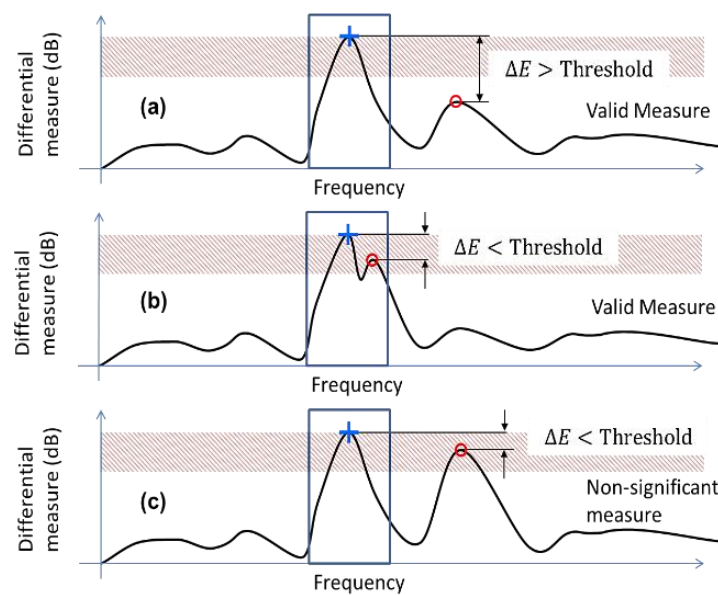 Differential
measure (dB)
(a)
ΔE > Threshold
Valid Measure
Frequency
Differential
measure (dB)
(b)
ΔE < Threshold
Valid Measure
Frequency
Differential
measure (dB)
(c)
ΔE < Threshold
Non-significant
measure
Frequency